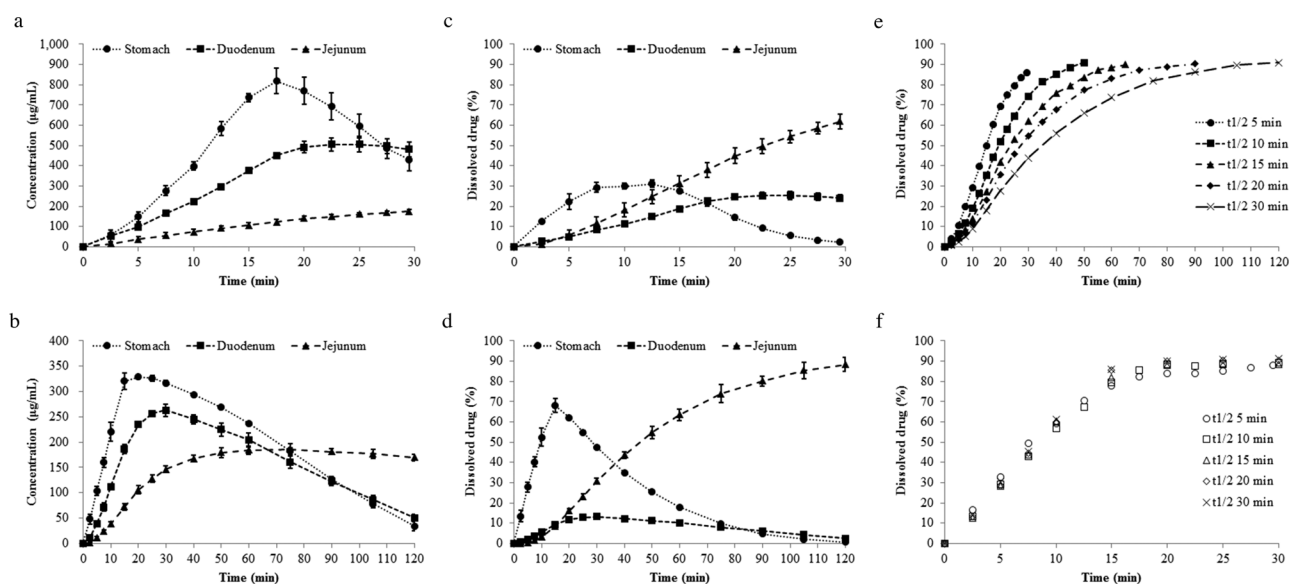 a
Stomach Duodenum Jejunum
Concentration (µg/mL)
1,000
900
800
700
600
500
400
300
200
100
0
0 5 10 15 20 25 30
Time (min)
c
Stomach Duodenum Jejunum
Dissolved drug (%)
100
90
80
70
60
50
40
30
20
10
0
0 5 10 15 20 25 30
Time (min)
e
Dissolved drug (%)
100
90
80
70
60
50
40
30
20
10
0
t1/2 5 min
t1/2 10 min
t1/2 15 min
t1/2 20 min
t1/2 30 min
0 10 20 30 40 50 60 70 80 90 100 110 120
Time (min)
b
Stomach Duodenum Jejunum
Concentration (µg/mL)
400
350
300
250
200
150
100
50
0
0 10 20 30 40 50 60 70 80 90 100 110 120
Time (min)
d
Stomach Duodenum Jejunum
Dissolved drug (%)
100
90
80
70
60
50
40
30
20
10
0
0 10 20 30 40 50 60 70 80 90 100 110 120
Time (min)
f
Dissolved drug (%)
100
90
80
70
60
50
40
30
20
10
0
t1/2 5 min
t1/2 10 min
t1/2 15 min
t1/2 20 min
t1/2 30 min
0 5 10 15 20 25 30
Time (min)